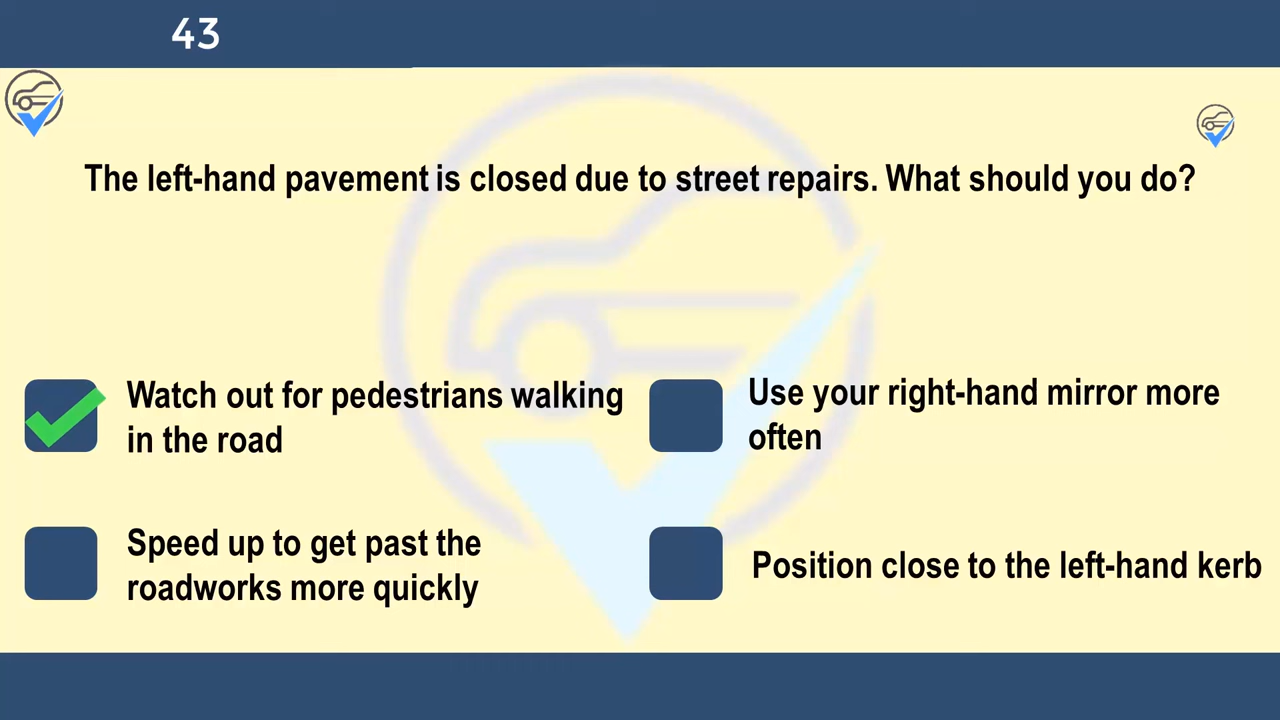 43
The left-hand pavement is closed due to street repairs. What should you do?
Watch out for pedestrians walking
in the road
Use your right-hand mirror more
often
Speed up to get past the
roadworks more quickly
Position close to the left-hand kerb